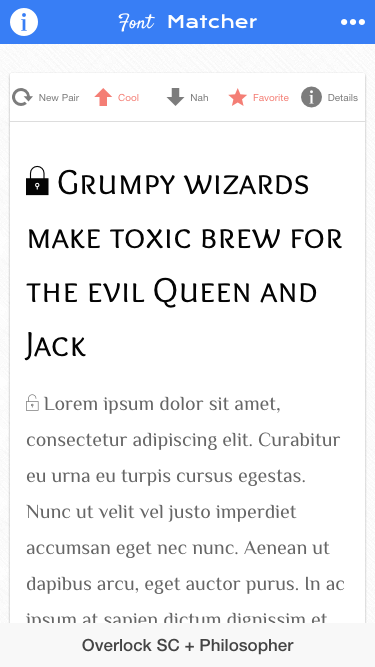 Font Matcher
New Pair Cool Nah Favorite Details
Grumpy wizards
make toxic brew for
the evil Queen and
Jack
Lorem ipsum dolor sit amet,
consectetur adipiscing elit. Curabitur
eu urna eu turpis cursus egestas.
Nunc ut velit vel justo imperdiet
accumsan eget nec nunc. Aenean ut
dapibus arcu, eget auctor purus. In ac
ipsum at sapien dictum dignissim et
Overlock SC + Philosopher